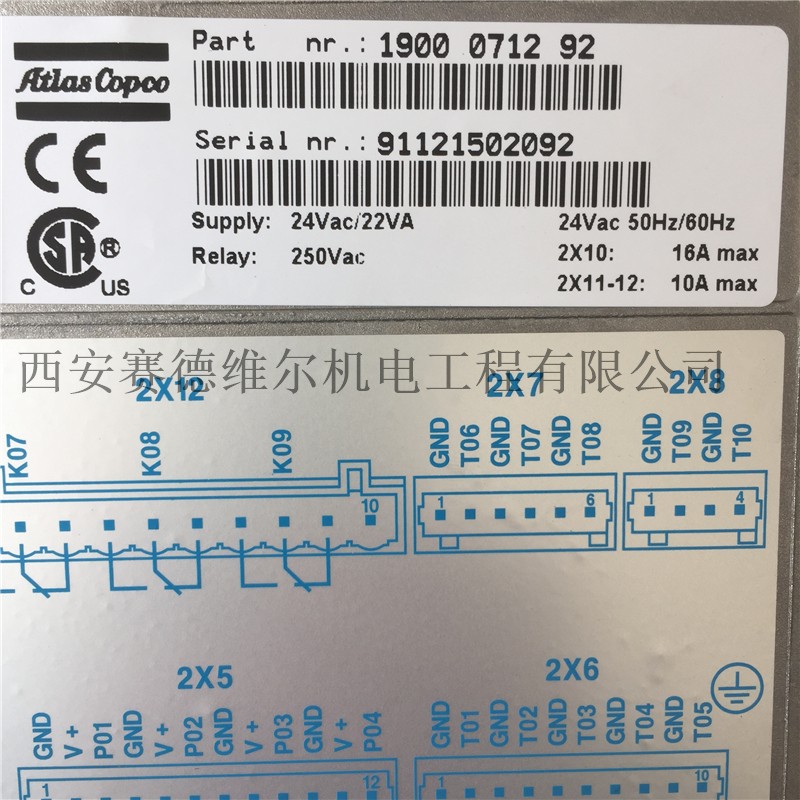 Atlas Copco
Part nr.: 1900 0712 92
Serial nr.: 91121502092
Supply: 24Vac/22VA 24Vac 50Hz/60Hz
Relay: 250Vac 2X10: 16A max
2X11-12: 10A max
CE
SA ®
C US
西安赛德维尔机电工程有限公司
2X12 2X7 2X8
K07 K08 K09
GND T06 GND T07 GND T08
GND T09 GND T10
10 1 6 1 4
2X5 2X6
GND V+ P01 GND V+ P02 GND V+ P03 GND V+ P04
GND T01 GND T02 GND T03 GND T04 GND T05
1 12 1 10